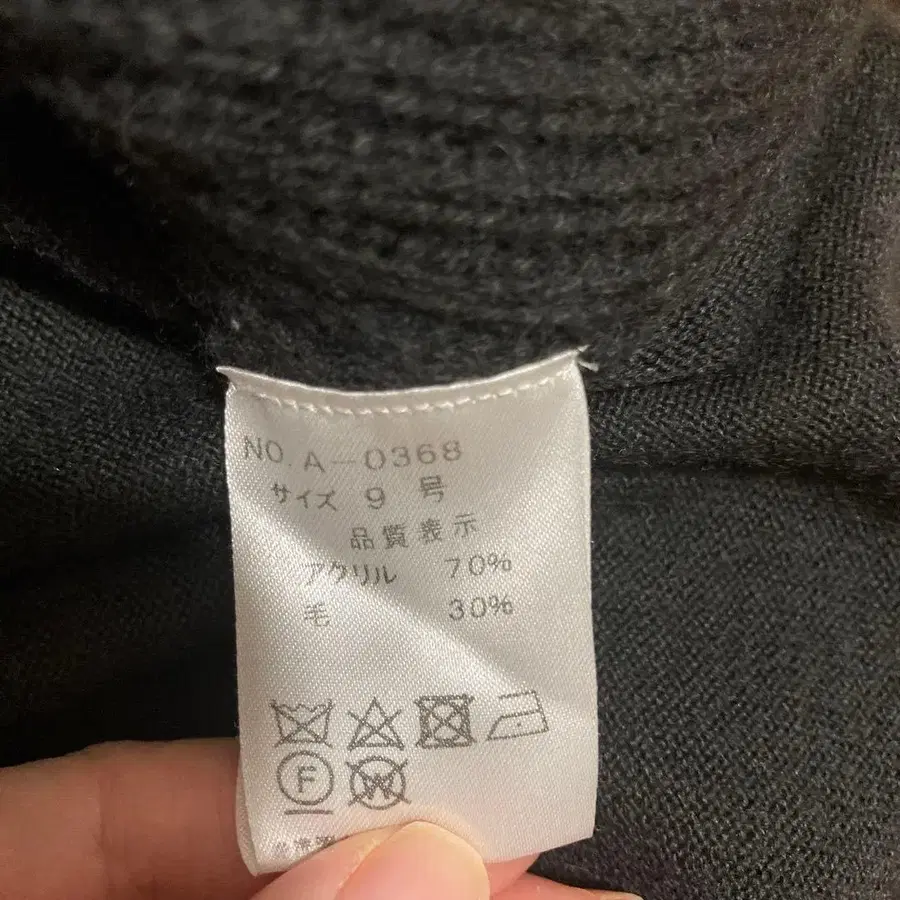 NO. A-0368
サイズ 9 号
品質表示
アクリル 70%
毛 30%
F W